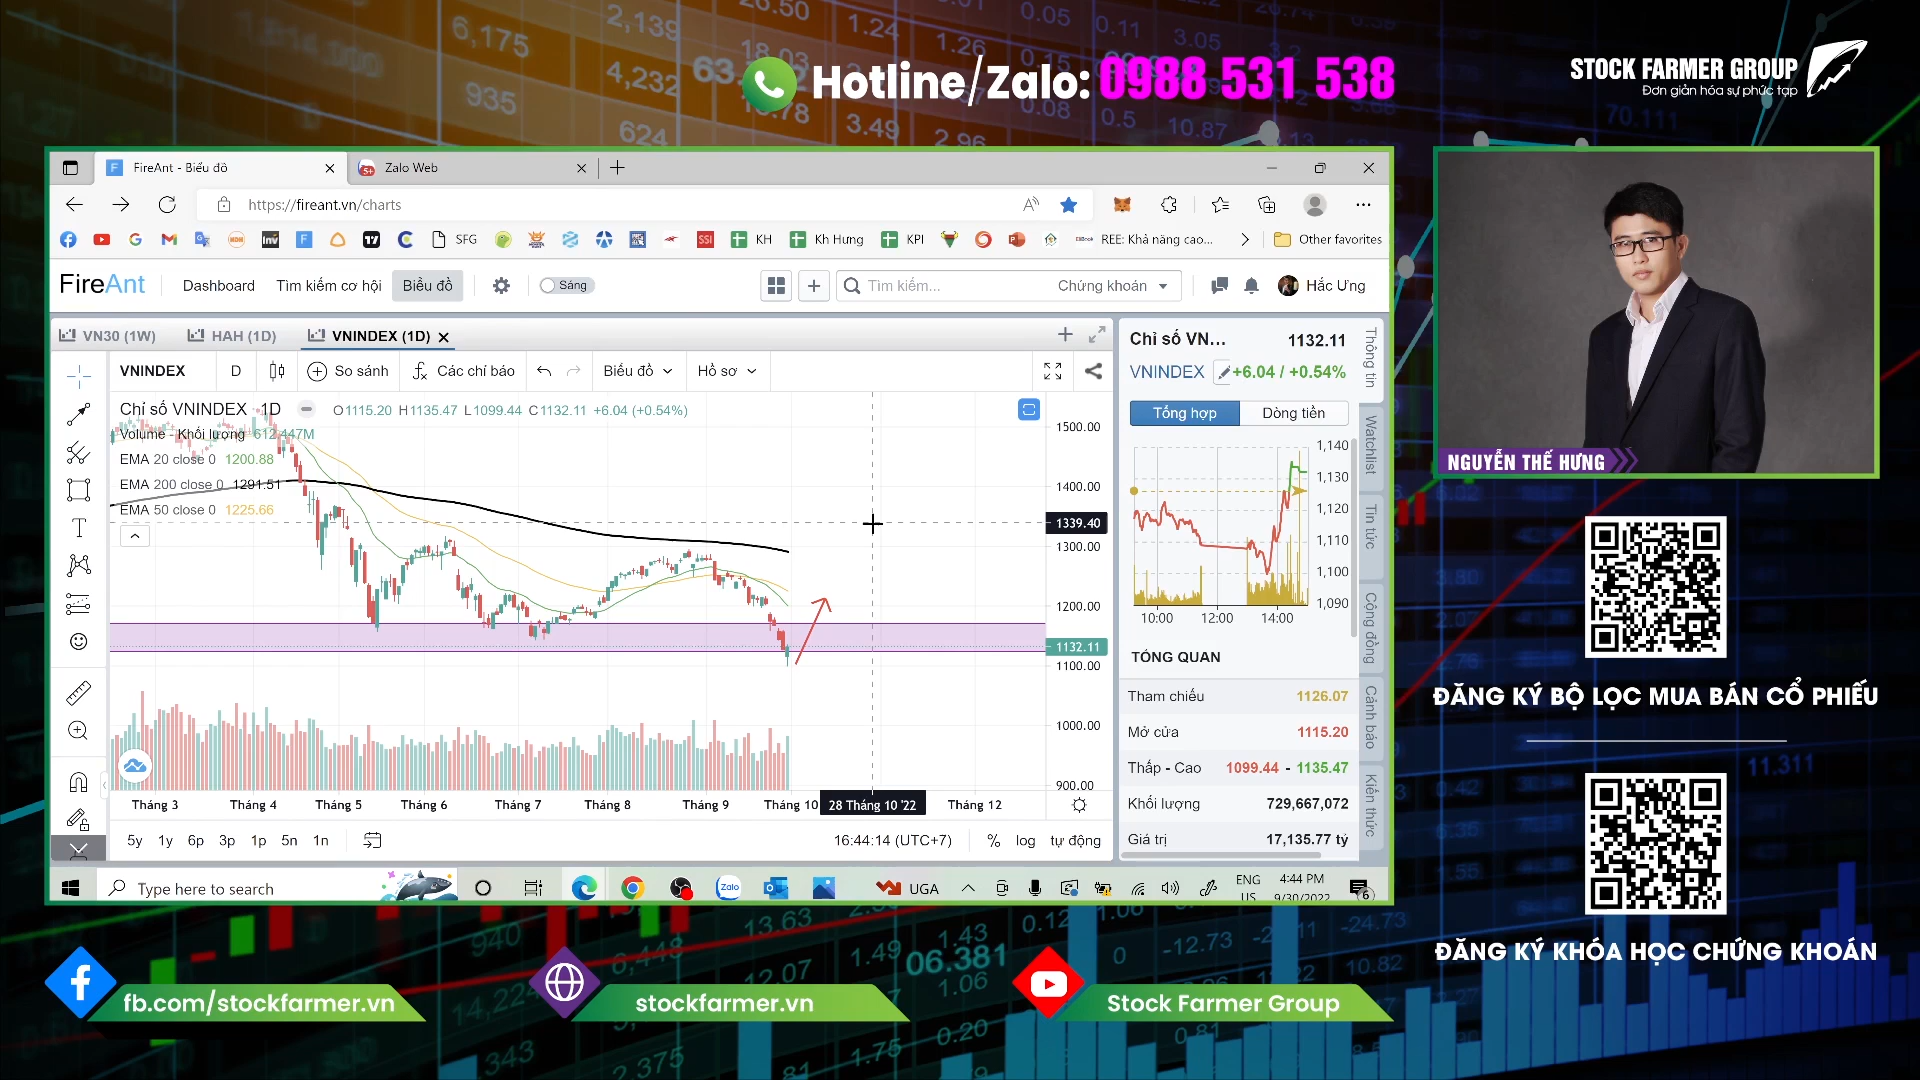 Hotline/Zalo: 0988 531 538
STOCK FARMER GROUP
Đơn giản hóa sự phức tạp
FireAnt - Biểu đồ
Zalo Web
https://fireant.vn/charts
SFG
SSI
KH
Kh Hung
KPI
REE: Khả năng cao...
Other favorites
FireAnt
Dashboard
Tìm kiếm cơ hội
Biểu đồ
Sáng
Tìm kiếm...
Chứng khoán
Hắc Ưng
VN30 (1W)
HAH (1D)
VNINDEX (1D)
VNINDEX
D
So sánh
Các chỉ báo
Biểu đồ
Hồ sơ
Chỉ số VNINDEX 1D
O1115.20 H1135.47 L1099.44 C1132.11 +6.04 (+0.54%)
Volume - Khối lượng 612.447M
EMA 20 close 0 1200.88
EMA 200 close 0 1291.51
EMA 50 close 0 1225.66
1500.00
1400.00
1339.40
1300.00
1200.00
1132.11
1100.00
1000.00
900.00
Tháng 3
Tháng 4
Tháng 5
Tháng 6
Tháng 7
Tháng 8
Tháng 9
Tháng 10
28 Tháng 10 '22
Tháng 12
5y 1y 6p 3p 1p 5n 1n
16:44:14 (UTC+7)
% log tự động
Chỉ số VN... 1132.11
VNINDEX +6.04 / +0.54%
Tổng hợp
Dòng tiền
1,140
1,130
1,120
1,110
1,100
1,090
10:00 12:00 14:00
TỔNG QUAN
Tham chiếu 1126.07
Mở cửa 1115.20
Thấp - Cao 1099.44 - 1135.47
Khối lượng 729,667,072
Giá trị 17,135.77 tỷ
Thông tin
Watchlist
Tin tức
Cộng đồng
Cảnh báo
Kiến thức
Type here to search
Zalo
UGA
ENG
US
4:44 PM
9/30/2022
6
NGUYỄN THẾ HƯNG
ĐĂNG KÝ BỘ LỌC MUA BÁN CỔ PHIẾU
ĐĂNG KÝ KHÓA HỌC CHỨNG KHOÁN
fb.com/stockfarmer.vn
stockfarmer.vn
Stock Farmer Group